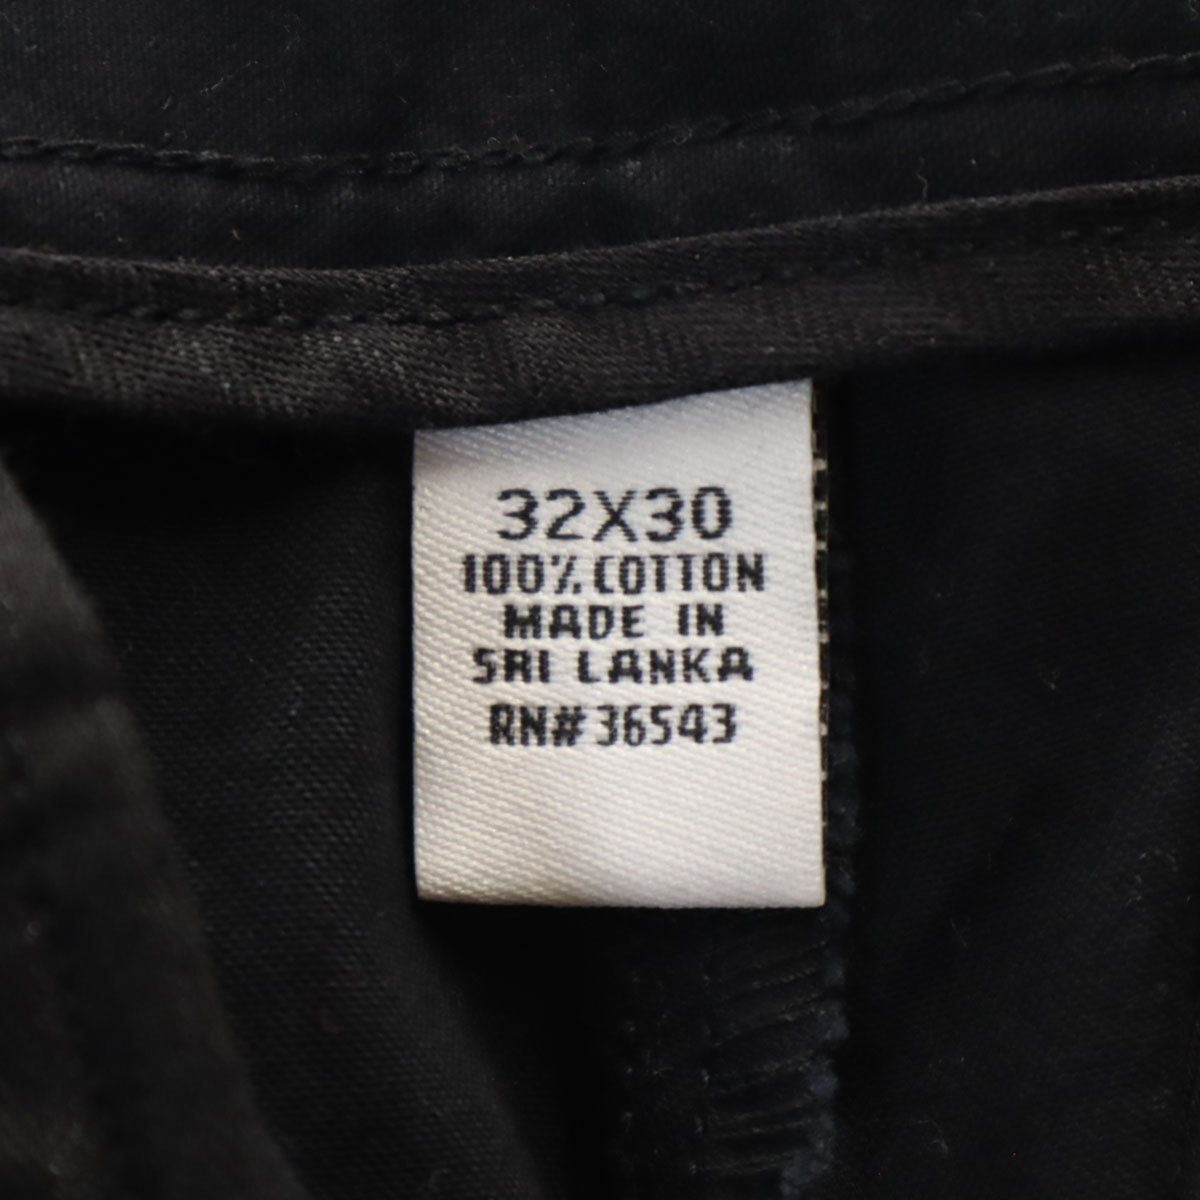 32X30
100% COTTON
MADE IN
SRI LANKA
RN# 36543